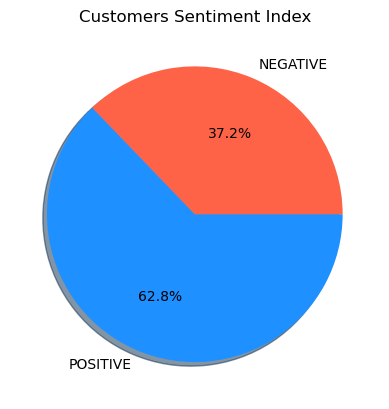 Customers Sentiment Index
NEGATIVE
37.2%
62.8%
POSITIVE